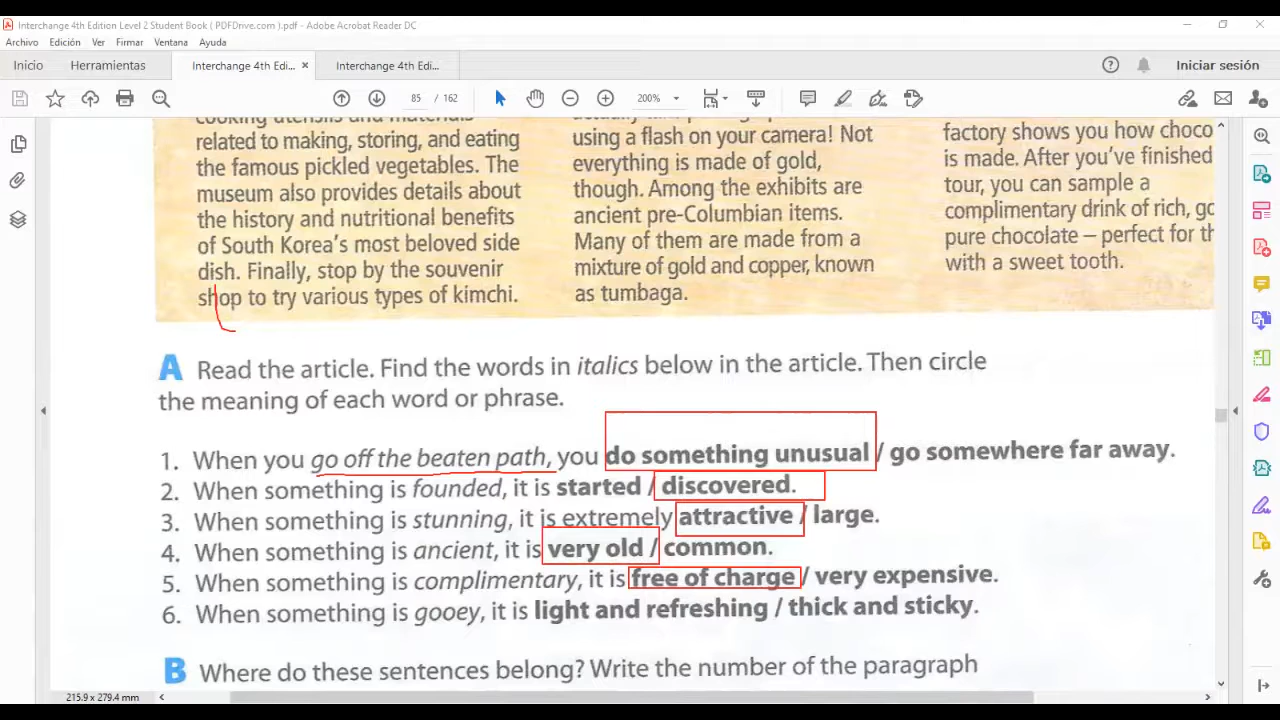 Interchange 4th Edition Level 2 Student Book ( PDFDrive.com ).pdf - Adobe Acrobat Reader DC
Archivo Edición Ver Firmar Ventana Ayuda
Inicio Herramientas Interchange 4th Edi... × Interchange 4th Edi... Iniciar sesión
85 / 162 200%
cooking utensils and materials
related to making, storing, and eating
the famous pickled vegetables. The
museum also provides details about
the history and nutritional benefits
of South Korea's most beloved side
dish. Finally, stop by the souvenir
shop to try various types of kimchi.
using a flash on your camera! Not
everything is made of gold,
though. Among the exhibits are
ancient pre-Columbian items.
Many of them are made from a
mixture of gold and copper, known
as tumbaga.
factory shows you how choco
is made. After you've finished
tour, you can sample a
complimentary drink of rich, go
pure chocolate – perfect for th
with a sweet tooth.
A Read the article. Find the words in italics below in the article. Then circle
the meaning of each word or phrase.
1. When you go off the beaten path, you do something unusual / go somewhere far away.
2. When something is founded, it is started / discovered.
3. When something is stunning, it is extremely attractive / large.
4. When something is ancient, it is very old / common.
5. When something is complimentary, it is free of charge / very expensive.
6. When something is gooey, it is light and refreshing / thick and sticky.
B Where do these sentences belong? Write the number of the paragraph
215.9 x 279.4 mm